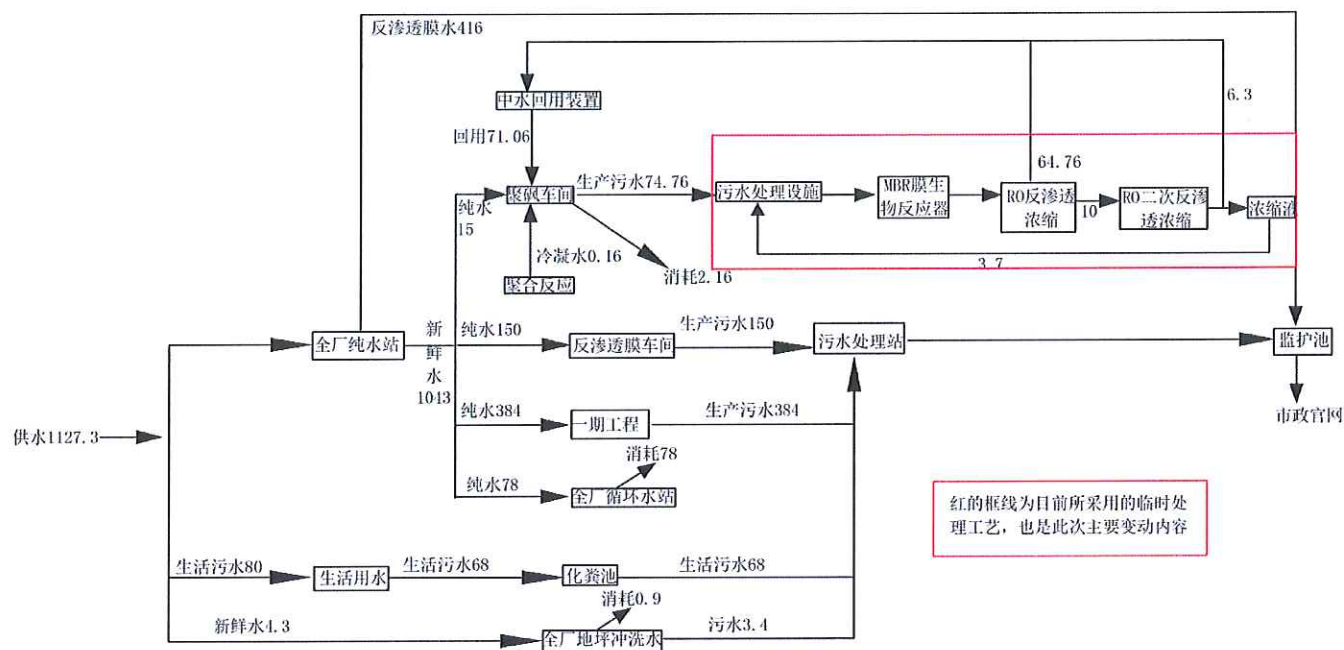 反渗透膜水416
中水回用装置
6.3
回用71.06
64.76
生产污水74.76
污水处理设施
MBR膜生
物反应器
RO反渗透
浓缩
10
RO二次反渗
透浓缩
浓缩液
纯水
15
聚砜车间
冷凝水0.16
消耗2.16
3.7
聚合反应
全厂纯水站
新
鲜
水
1043
纯水150
反渗透膜车间
生产污水150
污水处理站
监护池
市政官网
纯水384
一期工程
生产污水384
供水1127.3
消耗78
纯水78
全厂循环水站
红的框线为目前所采用的临时处
理工艺，也是此次主要变动内容
生活污水80
生活用水
生活污水68
化粪池
生活污水68
消耗0.9
新鲜水4.3
全厂地坪冲洗水
污水3.4